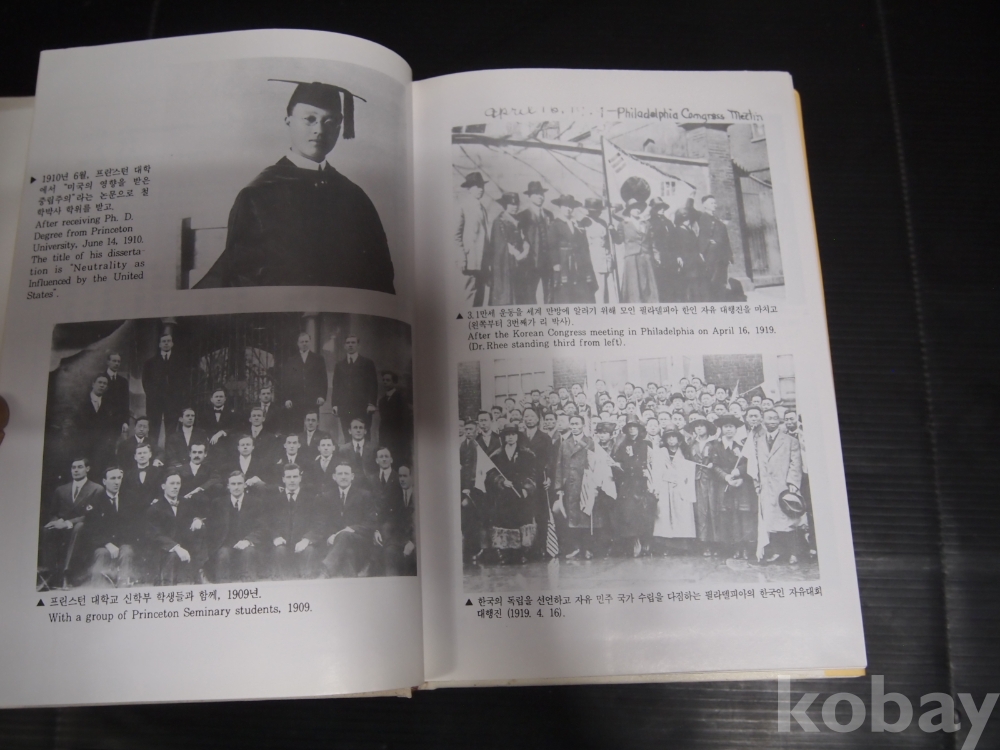 ▶ 1910년 6월, 프린스턴 대학
에서 "미국의 영향을 받은
중립주의"라는 논문으로 철
학박사 학위를 받고.
After receiving Ph. D.
Degree from Princeton
University, June 14, 1910.
The title of his disserta-
tion is "Neutrality as
Influenced by the United
States".
▲ 프린스턴 대학교 신학부 학생들과 함께, 1909년.
With a group of Princeton Seminary students, 1909.
April 16, —Philadelphia Congress Meetin
▲ 3.1만세 운동을 세계 만방에 알리기 위해 모인 필라델피아 한인 자유 대행진을 마치고
(왼쪽부터 3번째가 리 박사).
After the Korean Congress meeting in Philadelphia on April 16, 1919.
(Dr. Rhee standing third from left).
▲ 한국의 독립을 선언하고 자유 민주 국가 수립을 다짐하는 필라델피아의 한국인 자유대회
대행진 (1919. 4. 16).
kobay